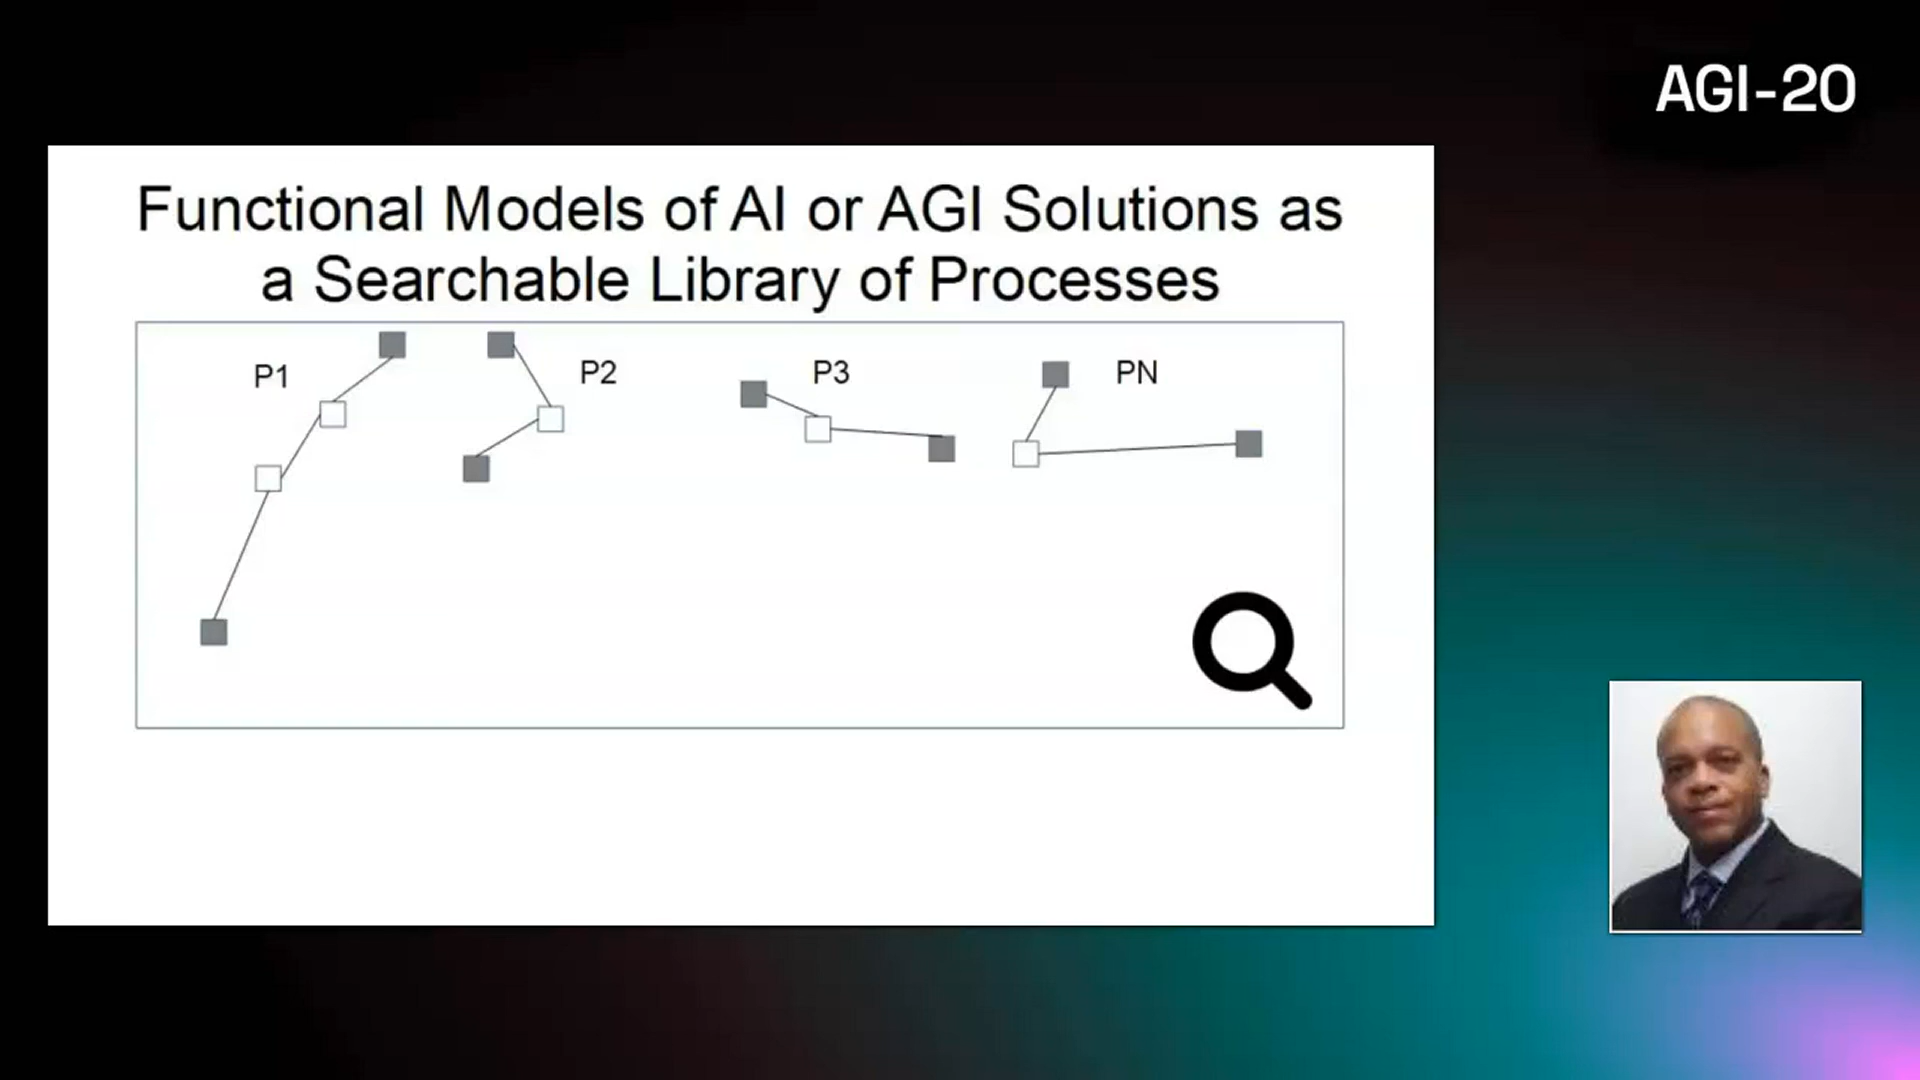 AGI-20
Functional Models of AI or AGI Solutions as
a Searchable Library of Processes
P1
P2
P3
PN